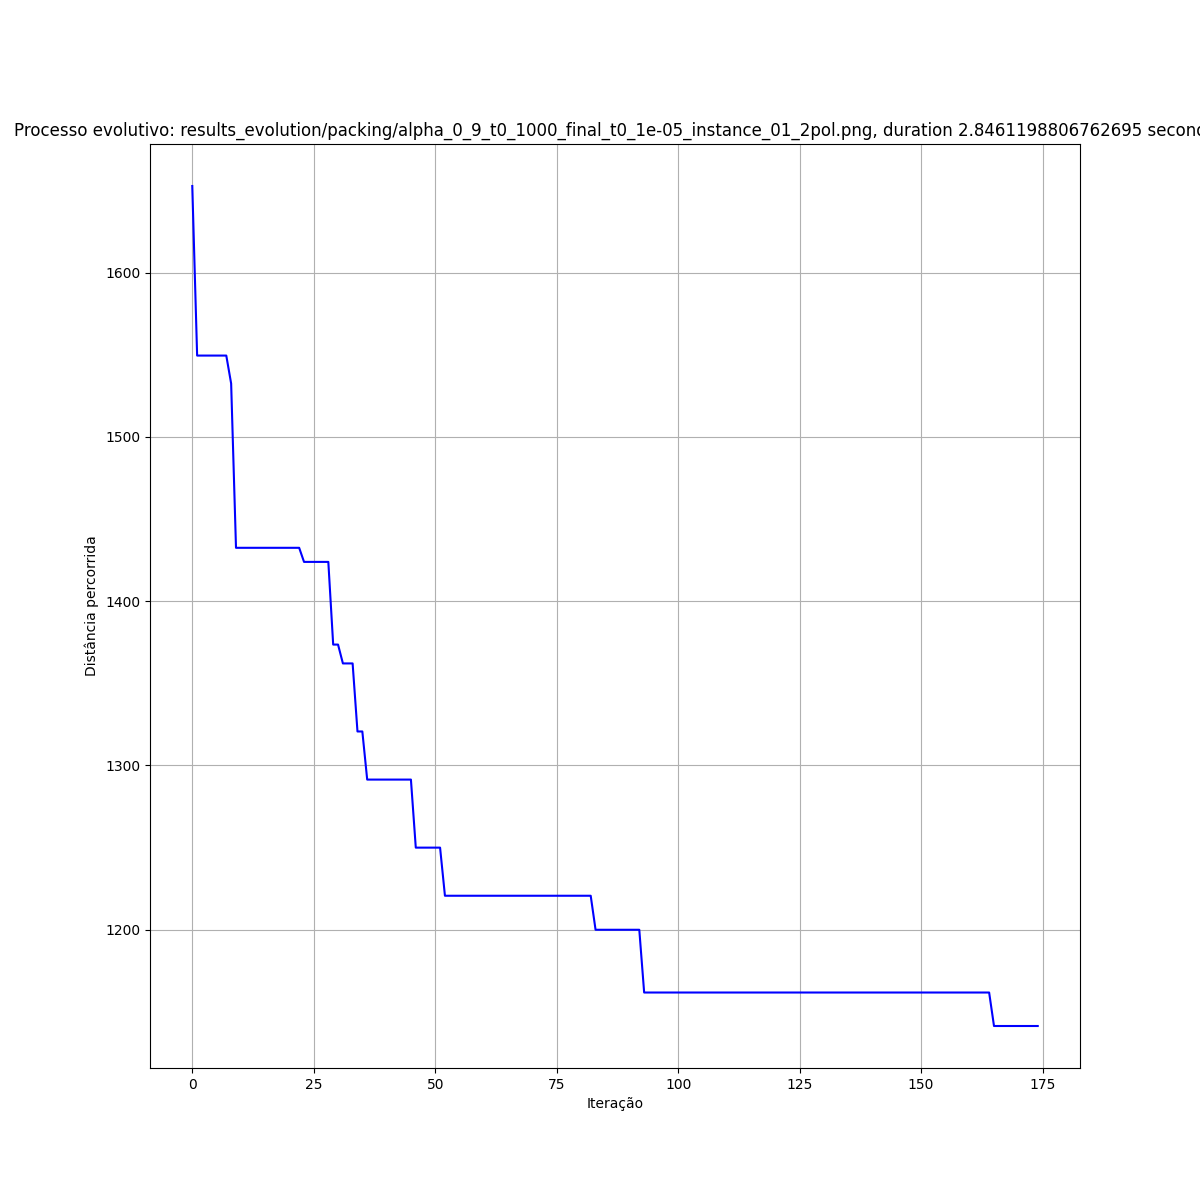 Processo evolutivo: results_evolution/packing/alpha_0_9_t0_1000_final_t0_1e-05_instance_01_2pol.png, duration 2.8461198806762695
1600
1500
1400
1300
1200
Distância percorrida
0 25 50 75 100 125 150 175
Iteração